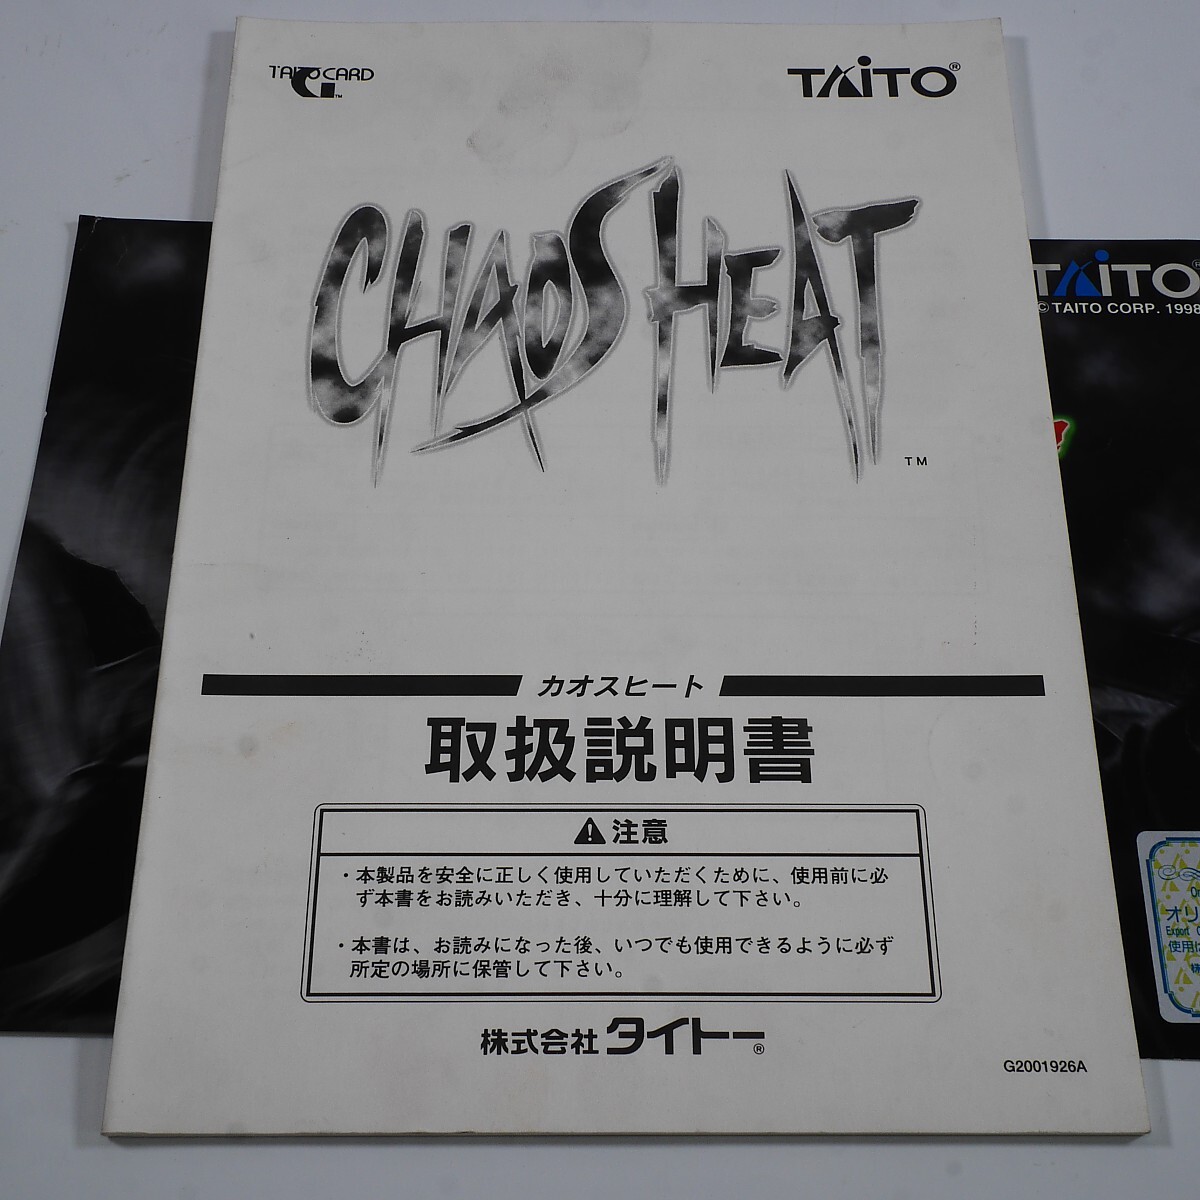 TAITO CARD
G™
TAITO®
CHAOS HEAT
TM
カオスヒート
取扱説明書
注意
・本製品を安全に正しく使用していただくために、使用前に必
ず本書をお読みいただき、十分に理解して下さい。
・本書は、お読みになった後、いつでも使用できるように必ず
所定の場所に保管して下さい。
株式会社 タイトー®
G2001926A
TAITO®
© TAITO CORP. 1998
オリ
Export
使用は